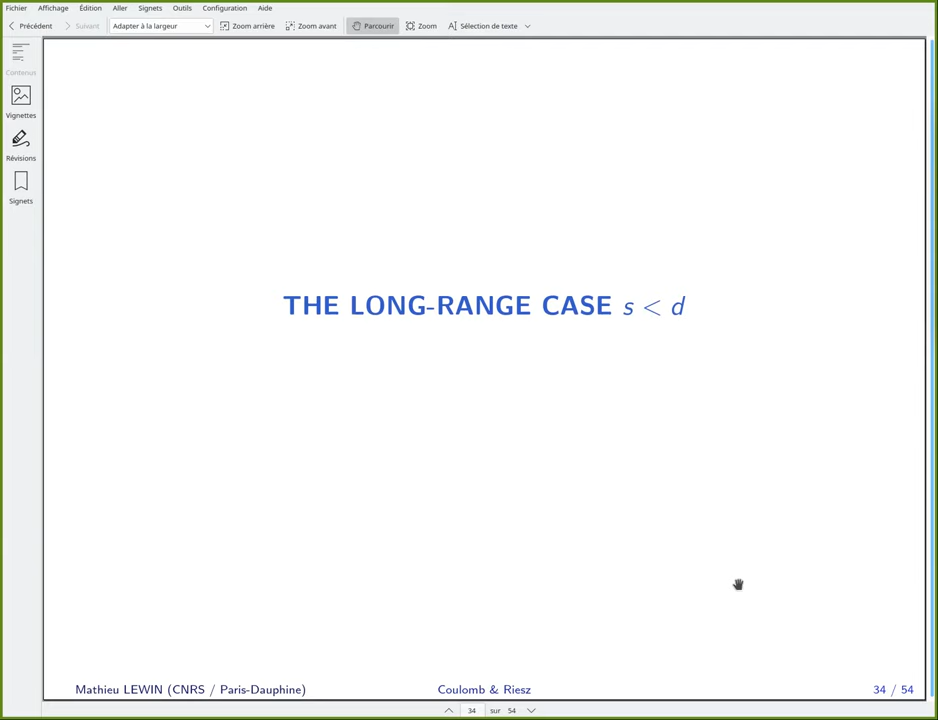 Fichier Affichage Édition Aller Signets Outils Configuration Aide
Précédent Suivant Adapter à la largeur Zoom arrière Zoom avant Parcourir Zoom Sélection de texte
Contenus
Vignettes
Révisions
Signets
THE LONG-RANGE CASE s < d
Mathieu LEWIN (CNRS / Paris-Dauphine) Coulomb & Riesz 34 / 54
34 sur 54